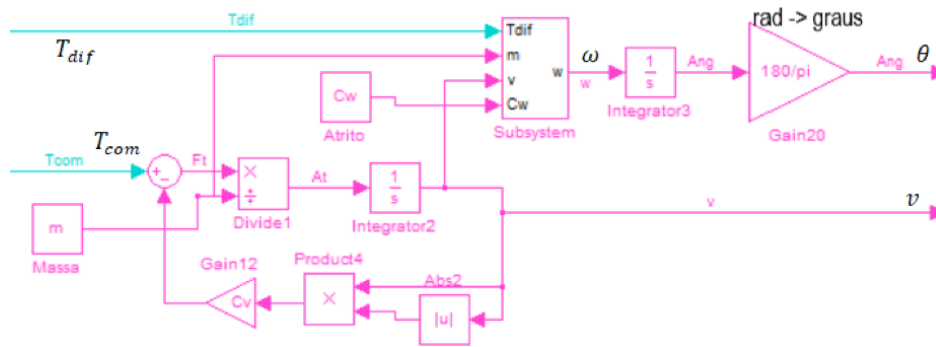 rad -> graus
Tdif
T_dif
Tdif
m
v
Cw
w
Subsystem
ω
w
1
s
Integrator3
Ang
180/pi
Gain20
Ang
θ
Cw
Atrito
T_com
Tcom
+
−
Ft
×
÷
Divide1
At
1
s
Integrator2
v
v
m
Massa
Gain12
Cv
Product4
×
Abs2
|u|